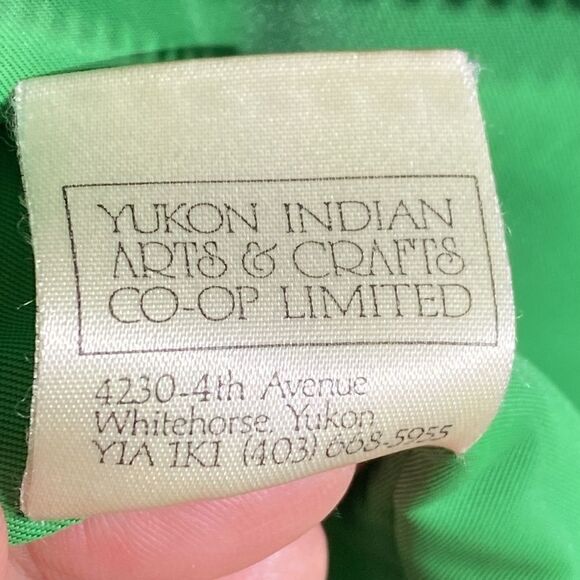 YUKON INDIAN
ARTS & CRAFTS
CO-OP LIMITED
4230-4th Avenue
Whitehorse, Yukon
Y1A 1K1 (403) 668-5955